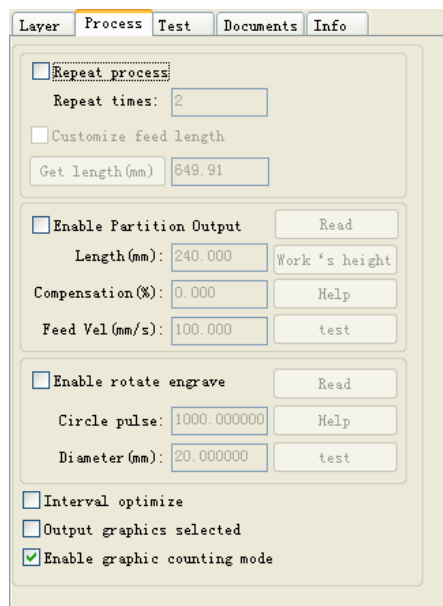 Layer Process Test Documents Info
Repeat process
Repeat times: 2
Customize feed length
Get length(mm) 649.91
Enable Partition Output Read
Length(mm): 240.000 Work ‘s height
Compensation(%): 0.000 Help
Feed Vel(mm/s): 100.000 test
Enable rotate engrave Read
Circle pulse: 1000.000000 Help
Diameter(mm): 20.000000 test
Interval optimize
Output graphics selected
Enable graphic counting mode